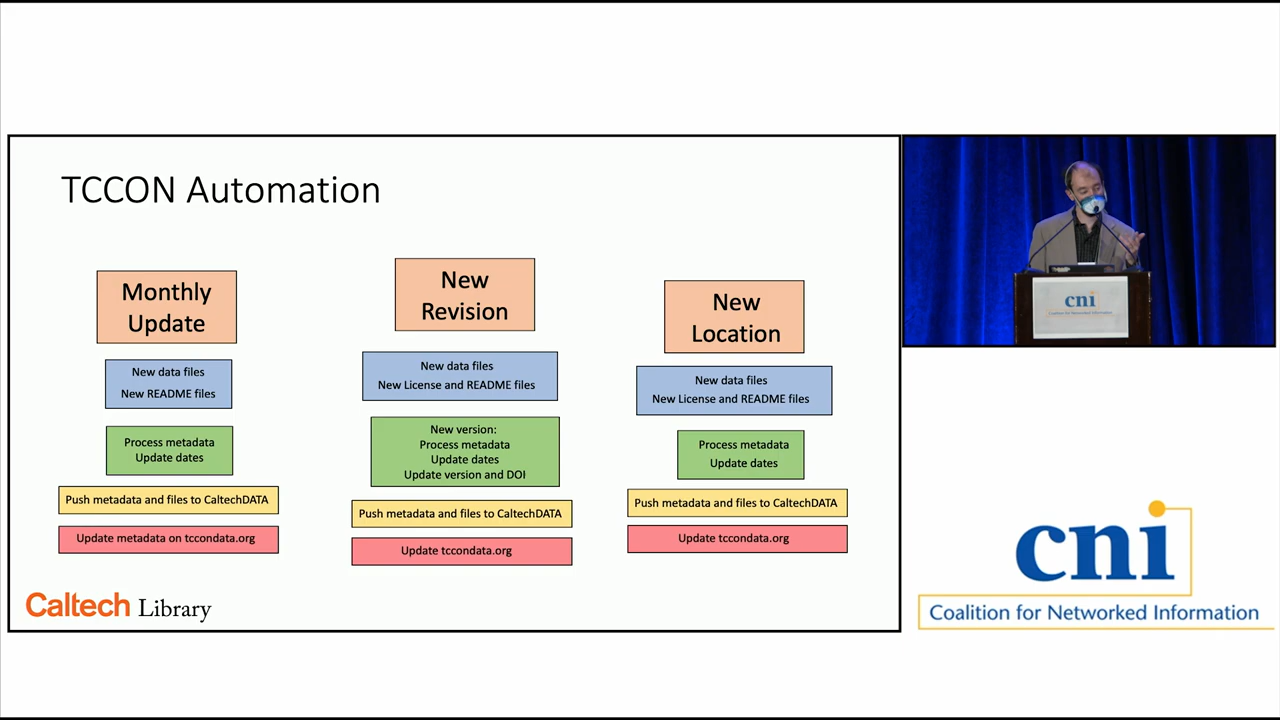 TCCON Automation
Monthly
Update
New data files
New README files
Process metadata
Update dates
Push metadata and files to CaltechDATA
Update metadata on tccondata.org
New
Revision
New data files
New License and README files
New version:
Process metadata
Update dates
Update version and DOI
Push metadata and files to CaltechDATA
Update tccondata.org
New
Location
New data files
New License and README files
Process metadata
Update dates
Push metadata and files to CaltechDATA
Update tccondata.org
Caltech Library
cni
Coalition for Networked Information
cni
Coalition for Networked Information